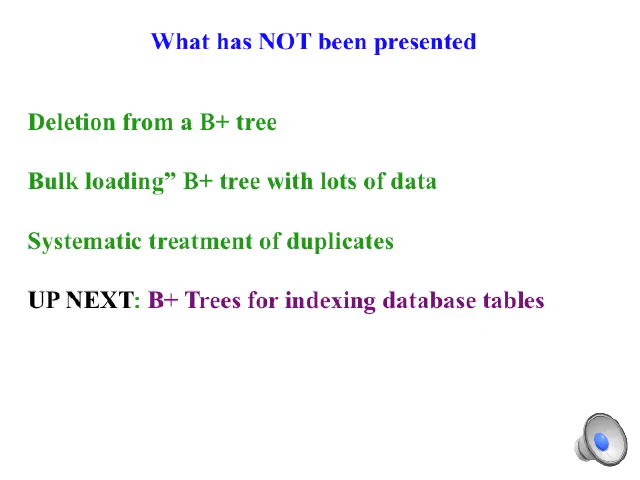 What has NOT been presented
Deletion from a B+ tree
Bulk loading” B+ tree with lots of data
Systematic treatment of duplicates
UP NEXT: B+ Trees for indexing database tables